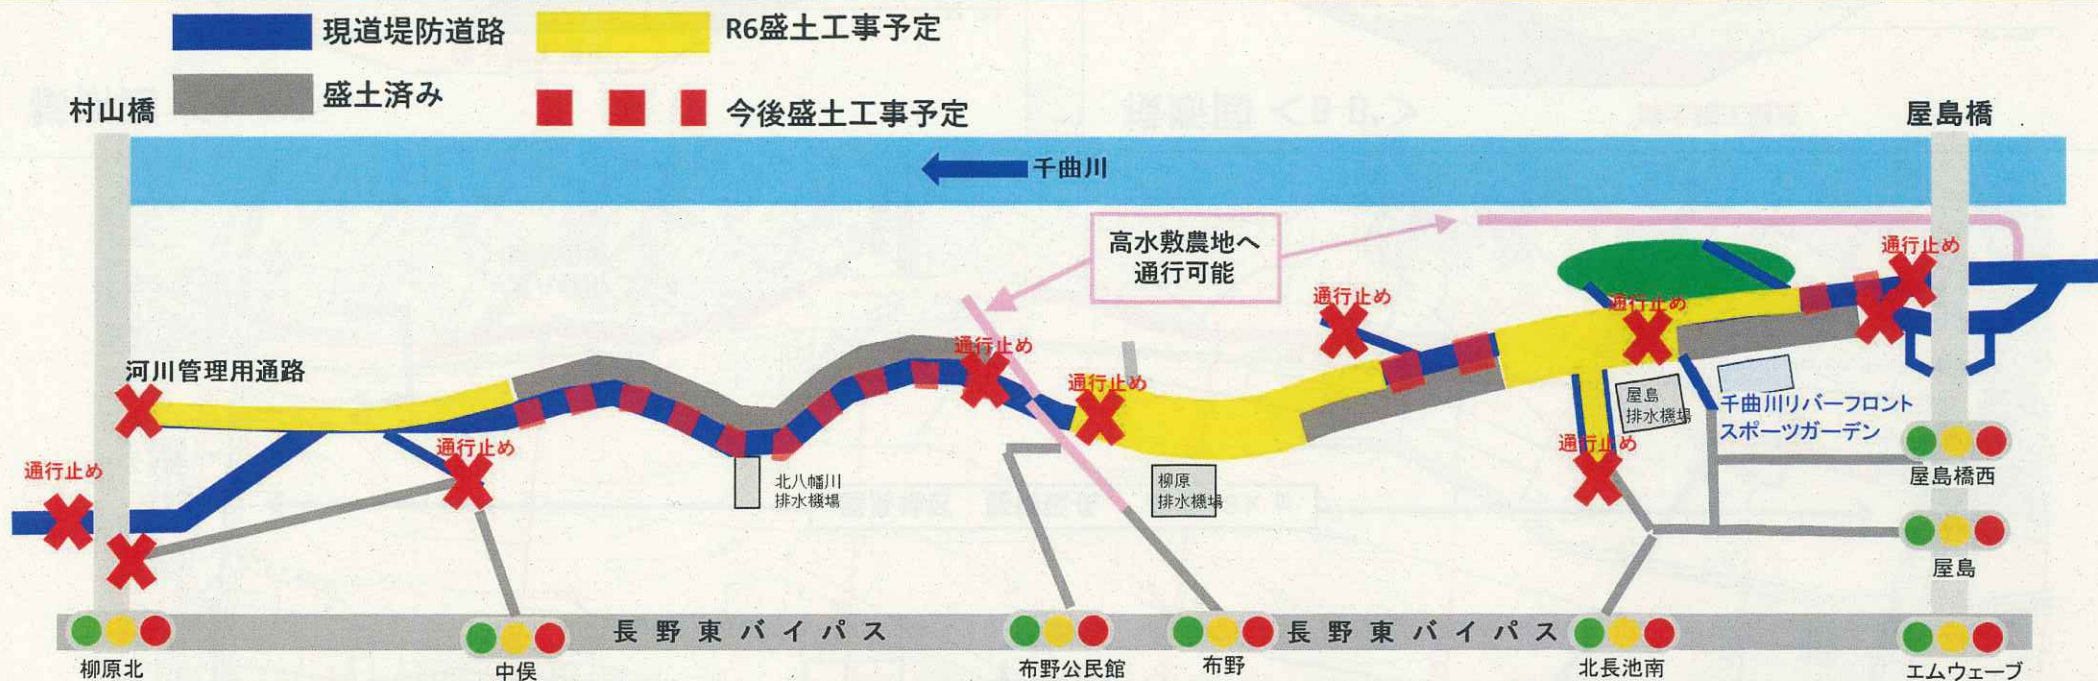 現道堤防道路
R6盛土工事予定
盛土済み
今後盛土工事予定
村山橋
屋島橋
千曲川
高水敷農地へ
通行可能
通行止め
通行止め
通行止め
通行止め
通行止め
河川管理用通路
通行止め
通行止め
通行止め
千曲川リバーフロント
スポーツガーデン
屋島
排水機場
北八幡川
排水機場
柳原
排水機場
屋島橋西
屋島
長野東バイパス
長野東バイパス
柳原北
中俣
布野公民館
布野
北長池南
エムウェーブ